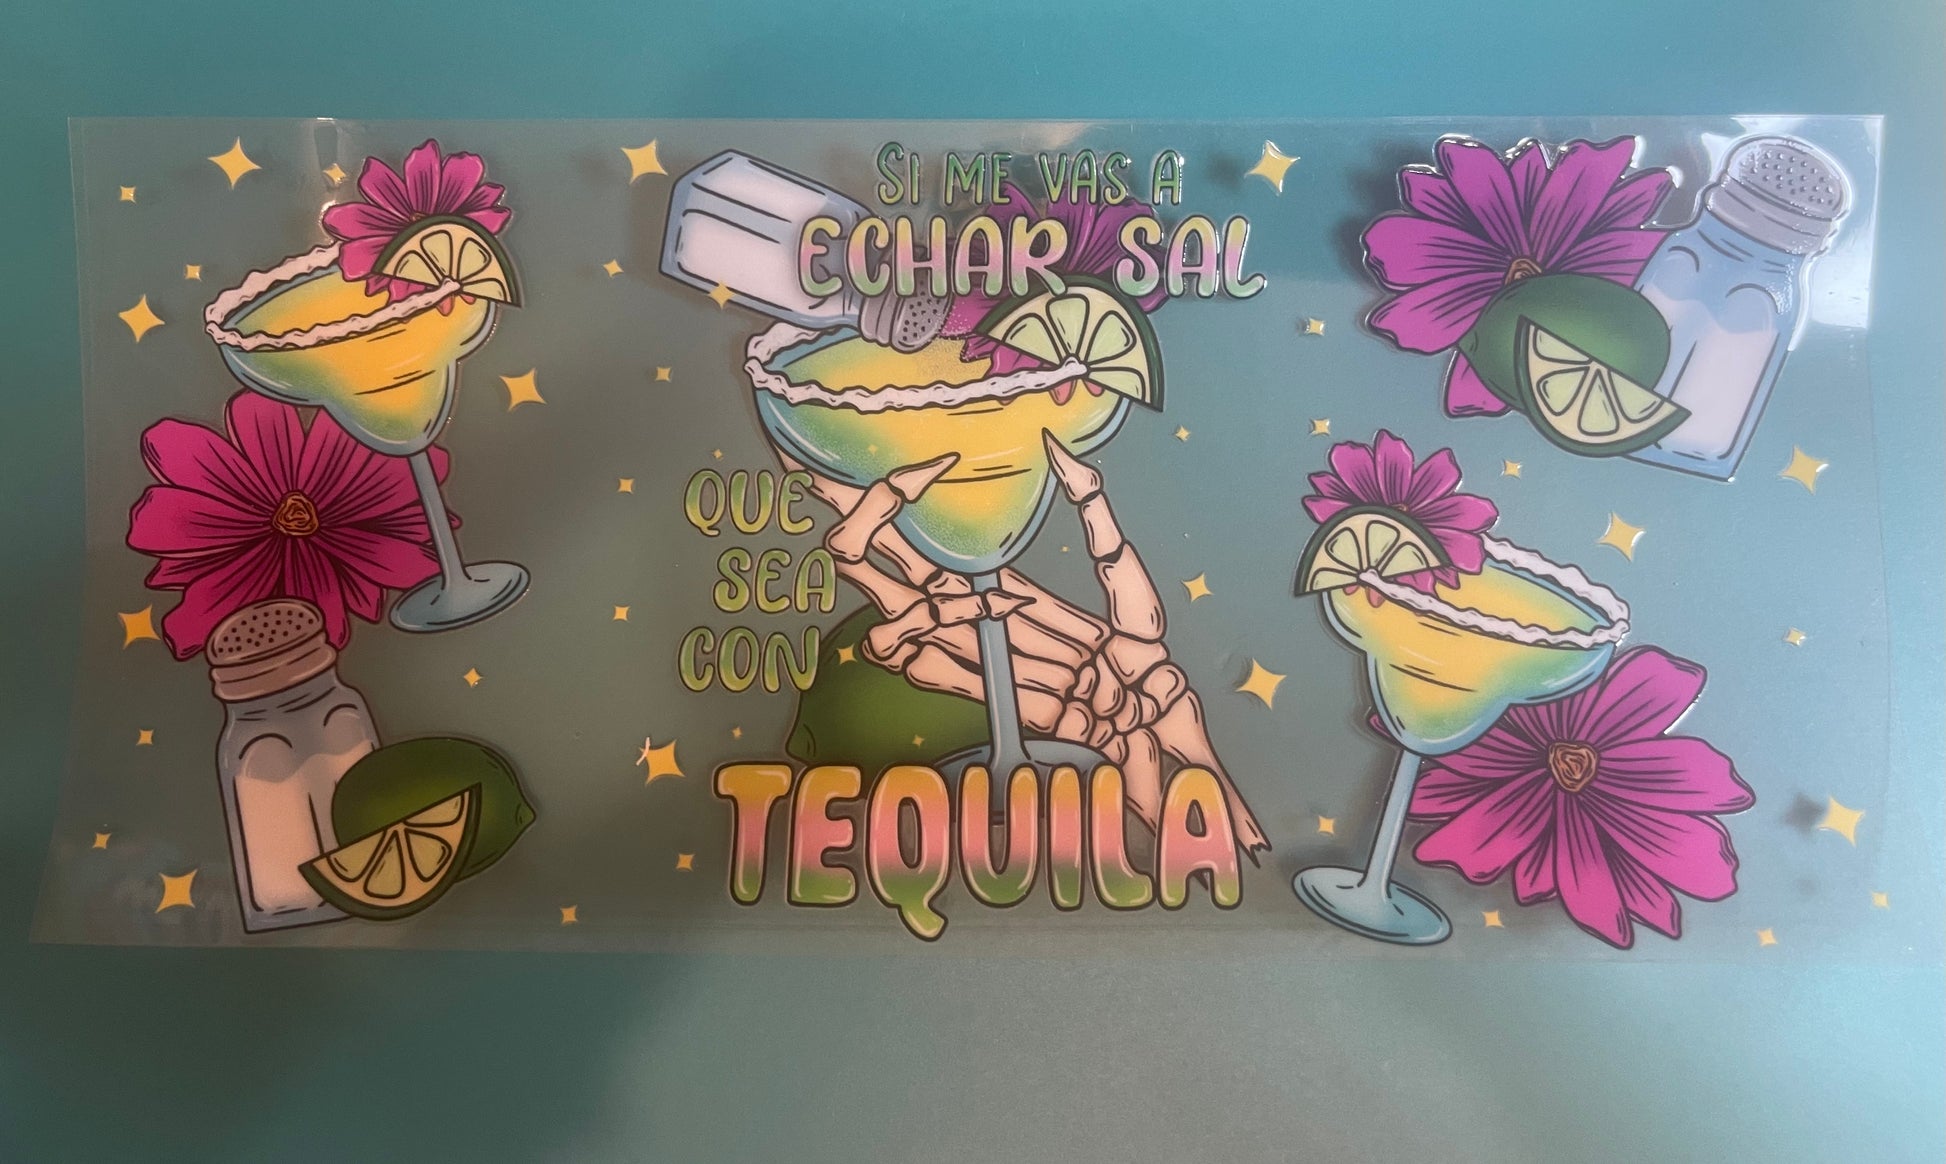 SI ME VAS A
ECHAR SAL
QUE
SEA
CON
TEQUILA